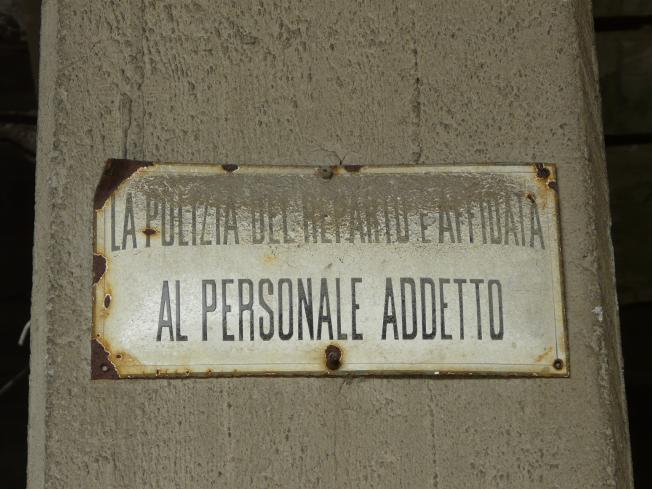 LA PULIZIA DEL REPARTO E' AFFIDATA
AL PERSONALE ADDETTO